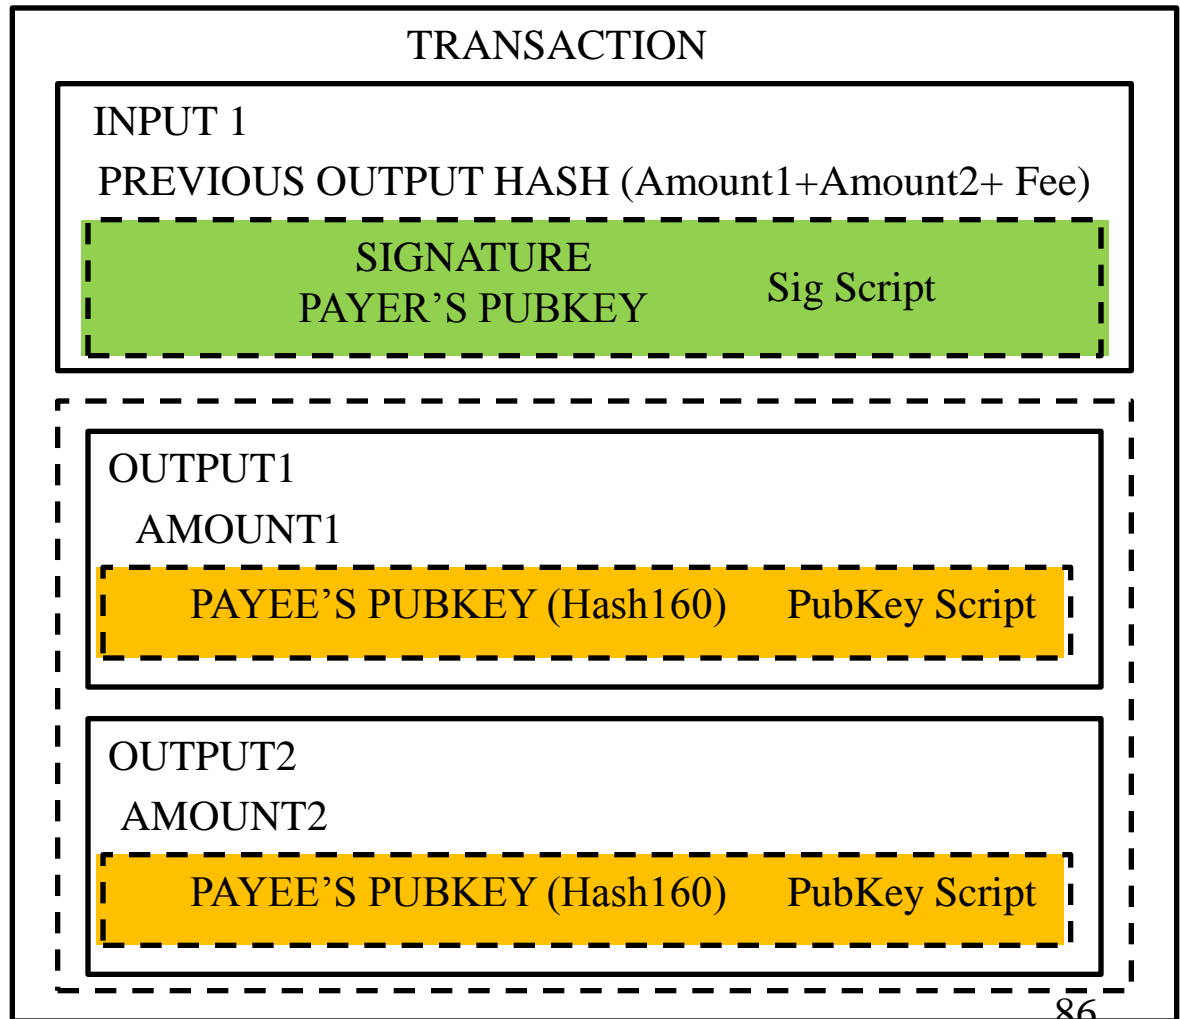 TRANSACTION
INPUT 1
PREVIOUS OUTPUT HASH (Amount1+Amount2+ Fee)
SIGNATURE
PAYER’S PUBKEY
Sig Script
OUTPUT1
AMOUNT1
PAYEE’S PUBKEY (Hash160) PubKey Script
OUTPUT2
AMOUNT2
PAYEE’S PUBKEY (Hash160) PubKey Script
86